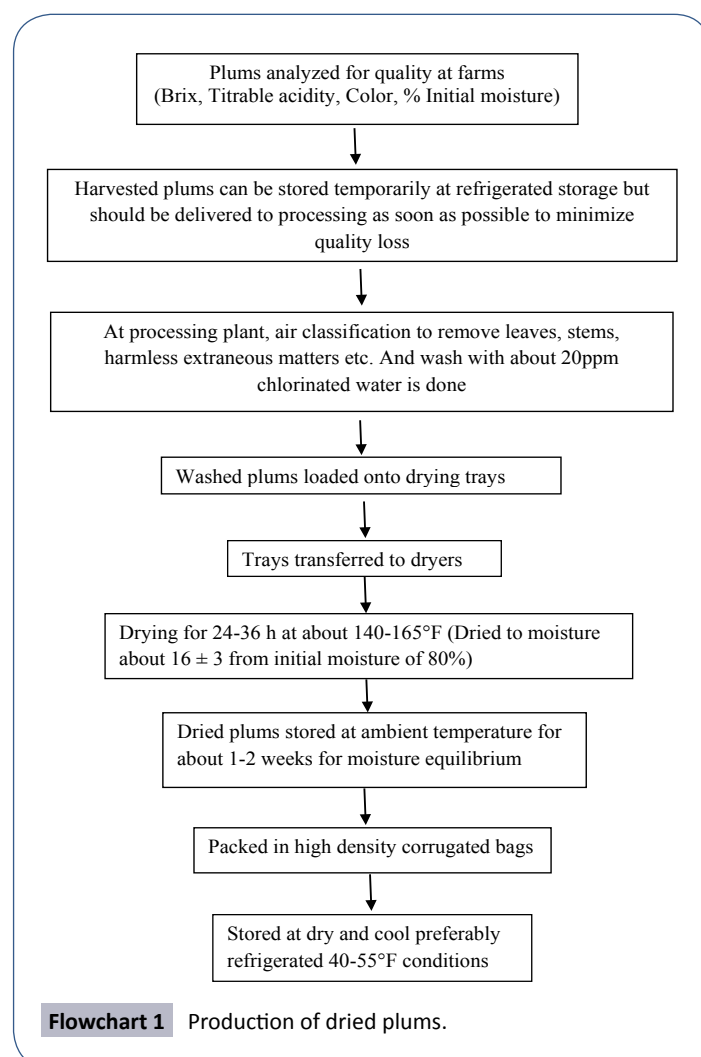 Plums analyzed for quality at farms
(Brix, Titrable acidity, Color, % Initial moisture)
Harvested plums can be stored temporarily at refrigerated storage but
should be delivered to processing as soon as possible to minimize
quality loss
At processing plant, air classification to remove leaves, stems,
harmless extraneous matters etc. And wash with about 20ppm
chlorinated water is done
Washed plums loaded onto drying trays
Trays transferred to dryers
Drying for 24-36 h at about 140-165°F (Dried to moisture
about 16 ± 3 from initial moisture of 80%)
Dried plums stored at ambient temperature for
about 1-2 weeks for moisture equilibrium
Packed in high density corrugated bags
Stored at dry and cool preferably
refrigerated 40-55°F conditions
Flowchart 1 Production of dried plums.